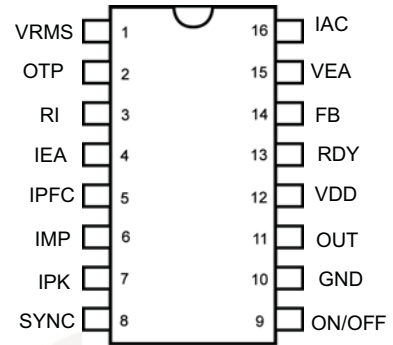 VRMS 1 16 IAC
OTP 2 15 VEA
RI 3 14 FB
IEA 4 13 RDY
IPFC 5 12 VDD
IMP 6 11 OUT
IPK 7 10 GND
SYNC 8 9 ON/OFF